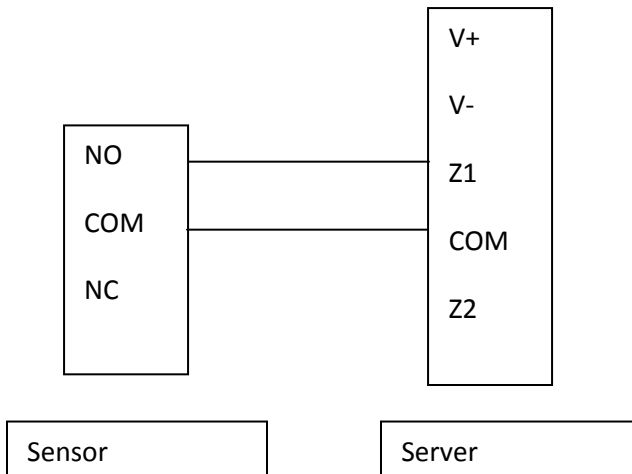 NO
COM
NC
V+
V-
Z1
COM
Z2
Sensor
Server